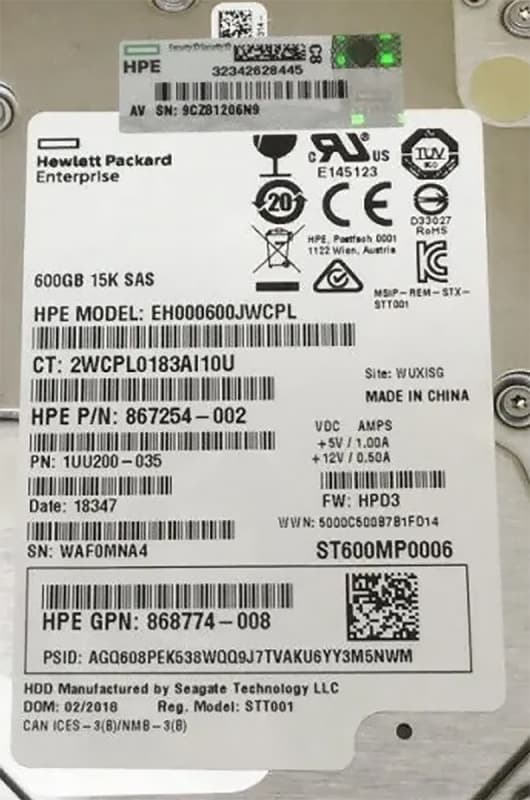 HPE
C8
32342628445
AV SN: 9CZ81206N9
Hewlett Packard
Enterprise
C US
E145123
TUV
20
CE
D33027
RoHS
HPE, Postfach 0001
1122 Wien, Austria
MSIP-REM-STX-
STT001
600GB 15K SAS
HPE MODEL: EH000600JWCPL
CT: 2WCPL0183AI10U
Site: WUXISG
MADE IN CHINA
HPE P/N: 867254-002
VDC AMPS
+5V / 1.00A
+12V / 0.50A
PN: 1UU200-035
FW: HPD3
Date: 18347
WWN: 5000C500B7B1FD14
SN: WAF0MNA4
ST600MP0006
HPE GPN: 868774-008
PSID: AGQ608PEK538WQQ9J7TVAKU6YY3M5NWM
HDD Manufactured by Seagate Technology LLC
DOM: 02/2018 Reg. Model: STT001
CAN ICES-3(B)/NMB-3(B)